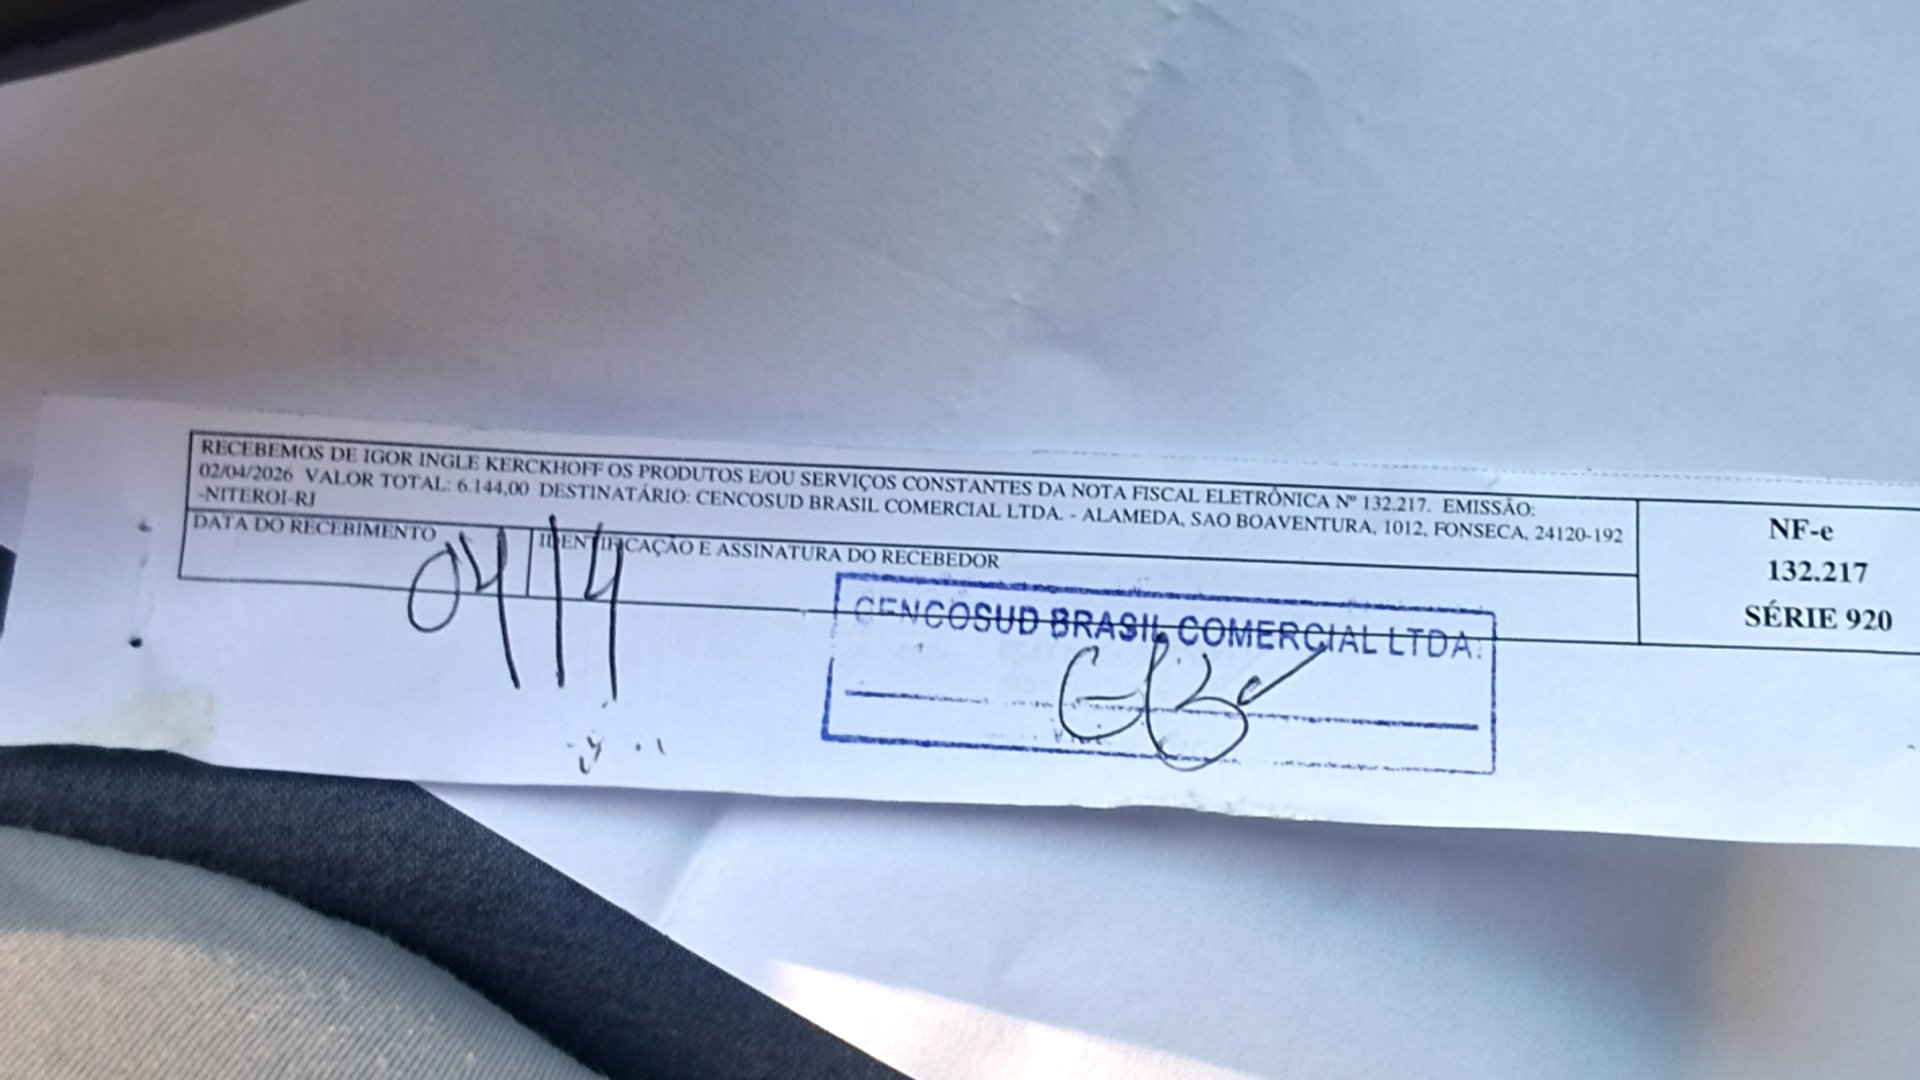 RECEBEMOS DE IGOR INGLE KERCKHOFF OS PRODUTOS E/OU SERVIÇOS CONSTANTES DA NOTA FISCAL ELETRÔNICA Nº 132.217. EMISSÃO:
02/04/2026 VALOR TOTAL: 6.144,00 DESTINATÁRIO: CENCOSUD BRASIL COMERCIAL LTDA. - ALAMEDA, SAO BOAVENTURA, 1012, FONSECA, 24120-192
-NITEROI-RJ
DATA DO RECEBIMENTO
IDENTIFICAÇÃO E ASSINATURA DO RECEBEDOR
04/4
CENCOSUD BRASIL COMERCIAL LTDA.
NF-e
132.217
SÉRIE 920